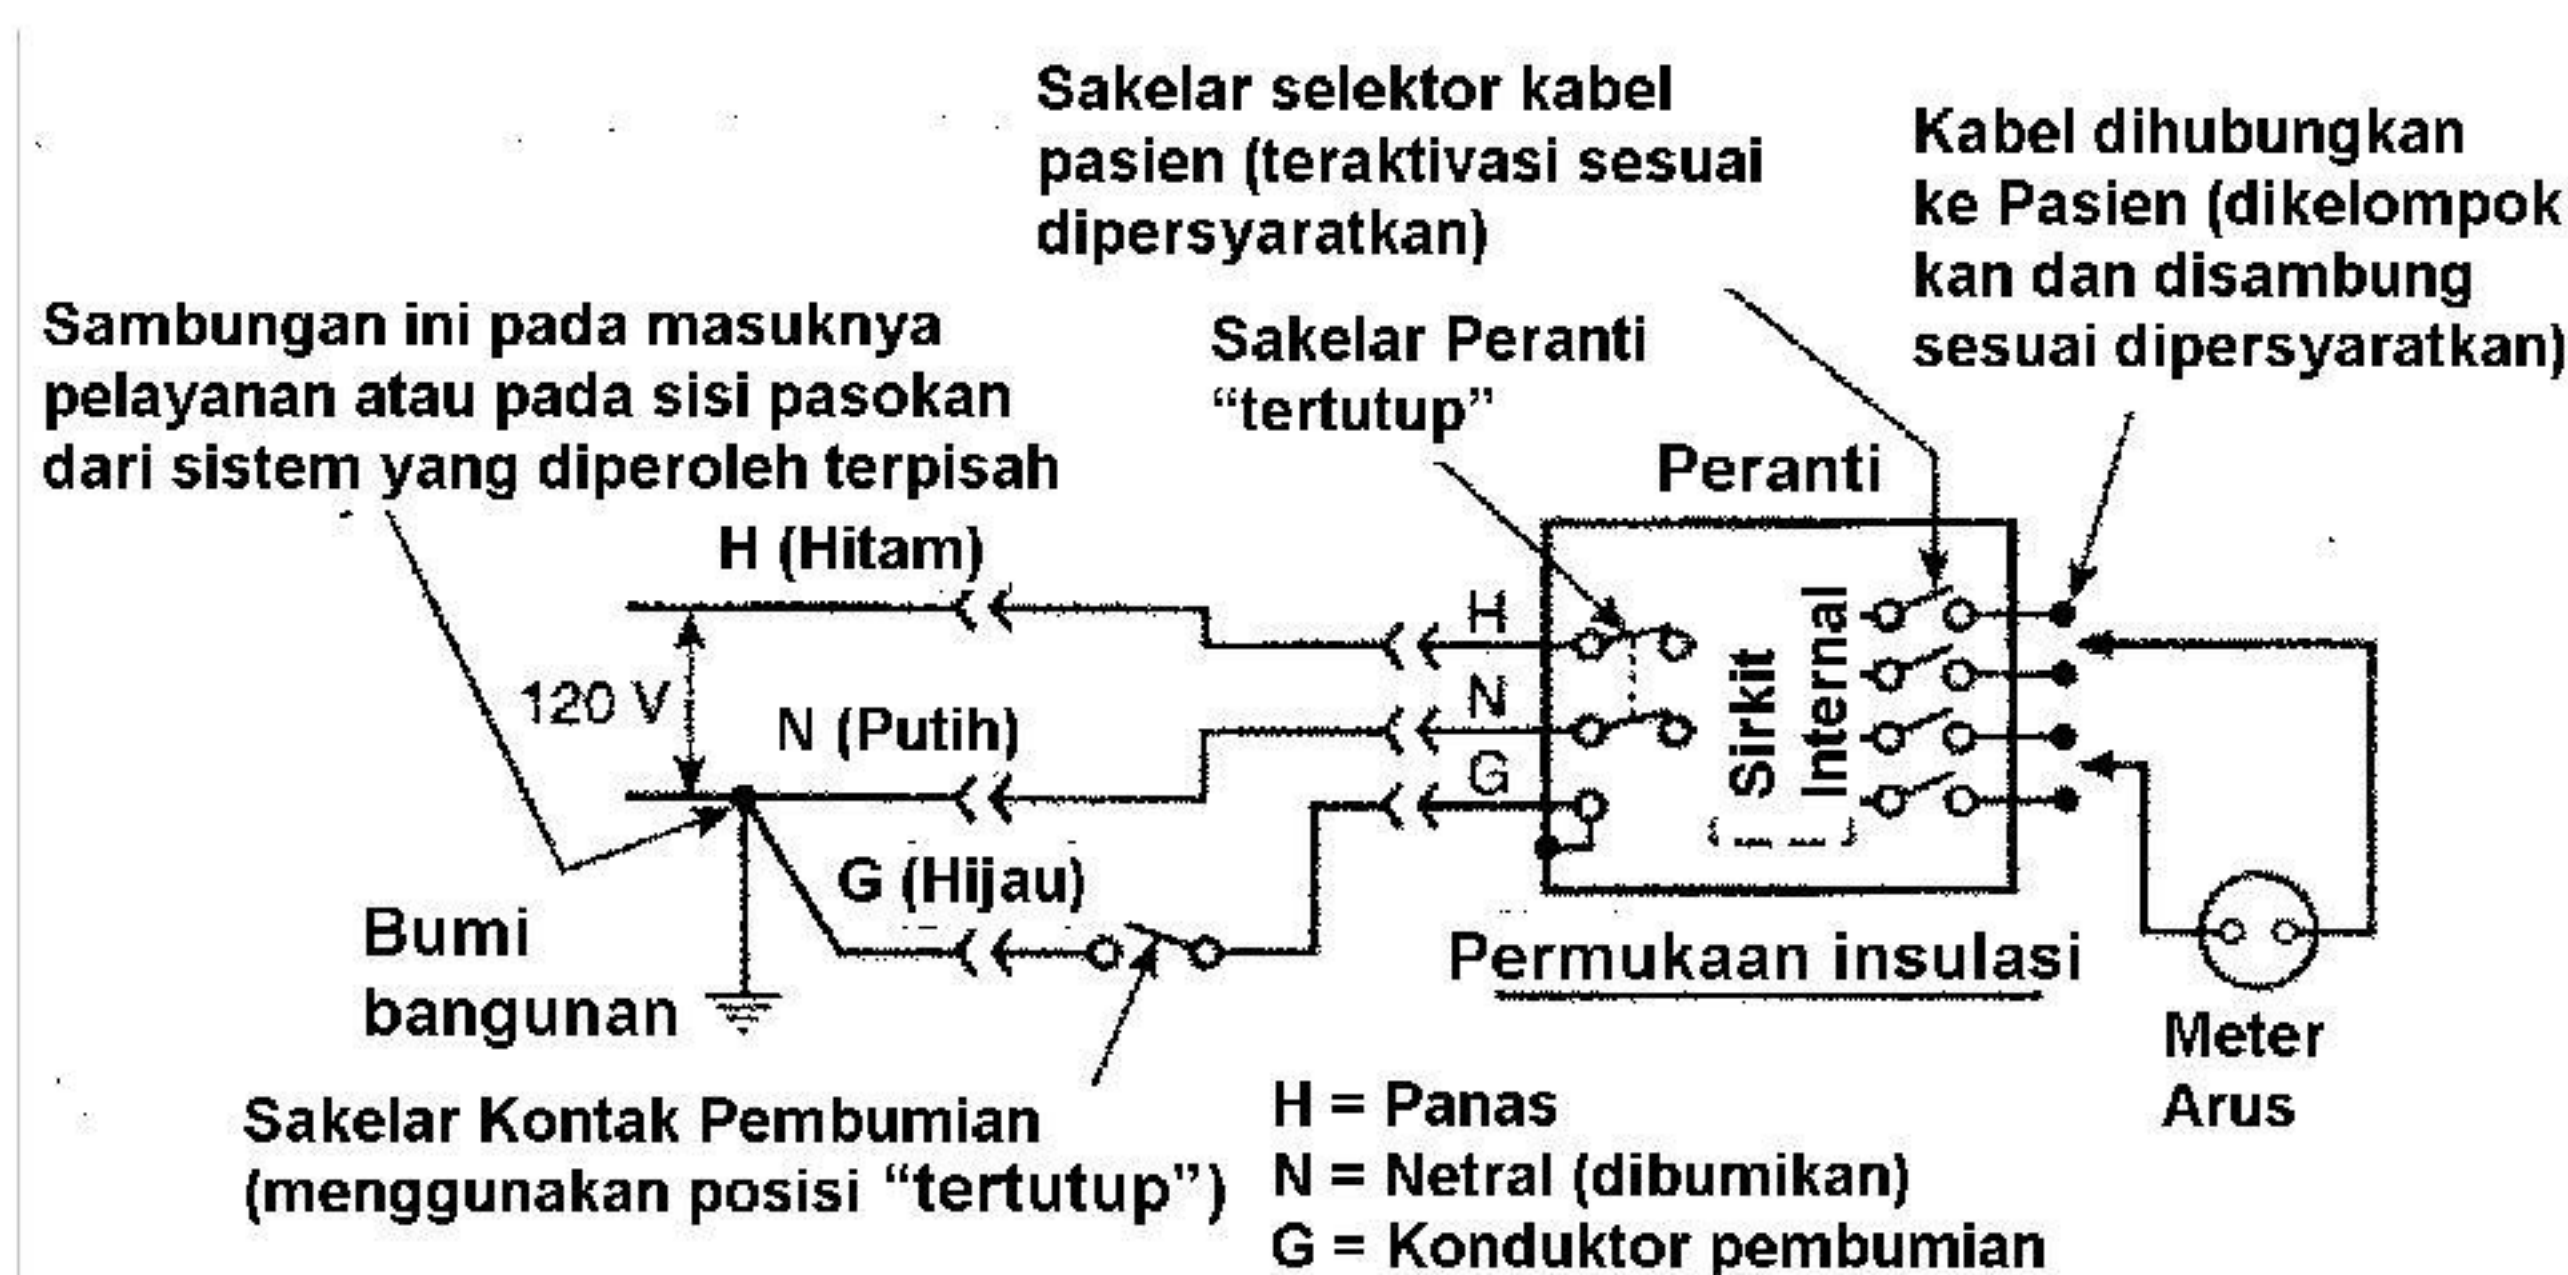 Sakelar selektor kabel
pasien (teraktivasi sesuai
dipersyaratkan)
Kabel dihubungkan
ke Pasien (dikelompok
kan dan disambung
sesuai dipersyaratkan)
Sambungan ini pada masuknya
pelayanan atau pada sisi pasokan
dari sistem yang diperoleh terpisah
Sakelar Peranti
“tertutup”
Peranti
H (Hitam)
H
120 V
N (Putih)
N
G
Sirkit
Internal
G (Hijau)
Bumi
bangunan
Permukaan insulasi
Meter
Arus
Sakelar Kontak Pembumian
(menggunakan posisi “tertutup”)
H = Panas
N = Netral (dibumikan)
G = Konduktor pembumian